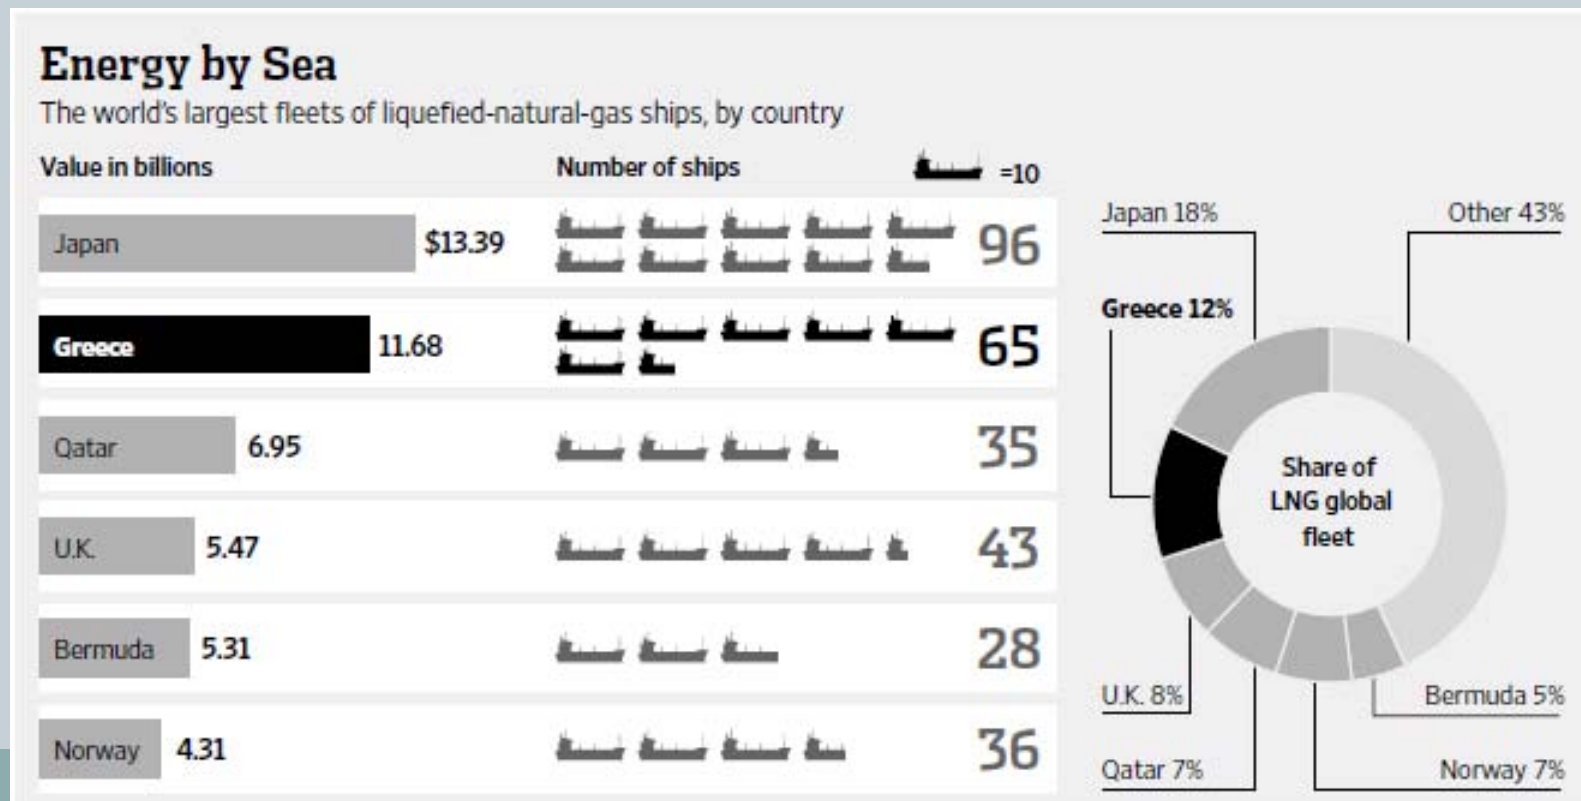 Energy by Sea
The world's largest fleets of liquefied-natural-gas ships, by country
Value in billions
Number of ships
=10
Japan
$13.39
96
Greece
11.68
65
Qatar
6.95
35
U.K.
5.47
43
Bermuda
5.31
28
Norway
4.31
36
Japan 18%
Other 43%
Greece 12%
Share of
LNG global
fleet
U.K. 8%
Bermuda 5%
Qatar 7%
Norway 7%